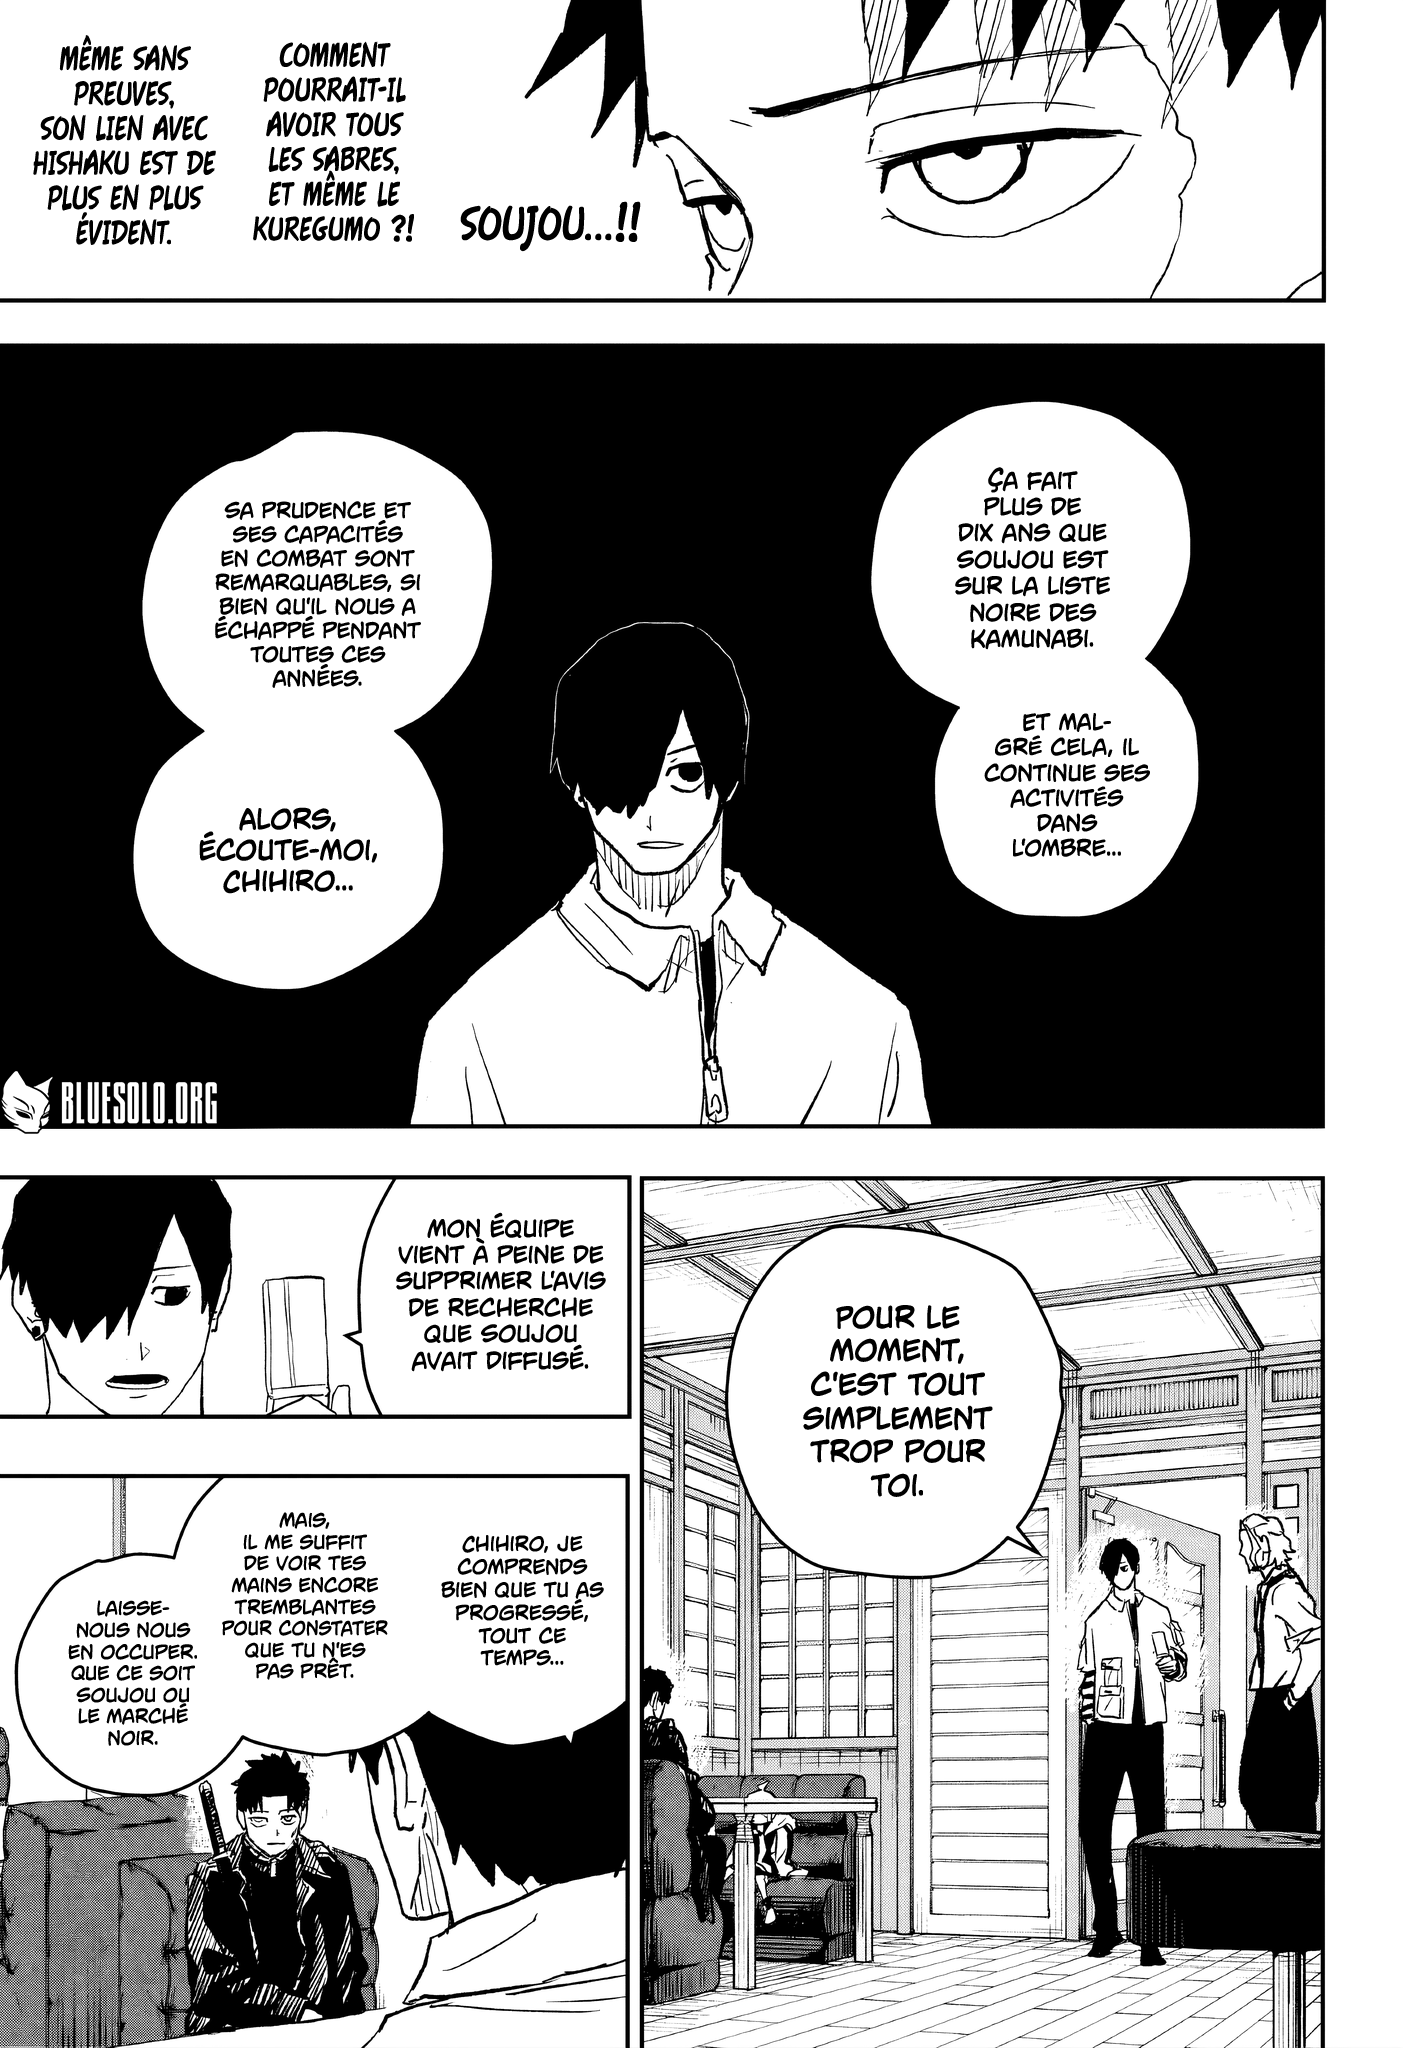 SOUJOU...!!
COMMENT
POURRAIT-IL
AVOIR TOUS
LES SABRES,
ET MÊME LE
KUREGUMO ?!
MÊME SANS
PREUVES,
SON LIEN AVEC
HISHAKU EST DE
PLUS EN PLUS
ÉVIDENT.
ÇA FAIT
PLUS DE
DIX ANS QUE
SOUJOU EST
SUR LA LISTE
NOIRE DES
KAMUNABI.
ET MAL-
GRÉ CELA, IL
CONTINUE SES
ACTIVITÉS
DANS
L'OMBRE...
SA PRUDENCE ET
SES CAPACITÉS
EN COMBAT SONT
REMARQUABLES, SI
BIEN QU'IL NOUS A
ÉCHAPPÉ PENDANT
TOUTES CES
ANNÉES.
ALORS,
ÉCOUTE-MOI,
CHIHIRO...
BLUESOLO.ORG
POUR LE
MOMENT,
C'EST TOUT
SIMPLEMENT
TROP POUR
TOI.
MON ÉQUIPE
VIENT À PEINE DE
SUPPRIMER L'AVIS
DE RECHERCHE
QUE SOUJOU
AVAIT DIFFUSÉ.
CHIHIRO, JE
COMPRENDS
BIEN QUE TU AS
PROGRESSÉ,
TOUT CE
TEMPS...
MAIS,
IL ME SUFFIT
DE VOIR TES
MAINS ENCORE
TREMBLANTES
POUR CONSTATER
QUE TU N'ES
PAS PRÊT.
LAISSE-
NOUS NOUS
EN OCCUPER.
QUE CE SOIT
SOUJOU OU
LE MARCHÉ
NOIR.